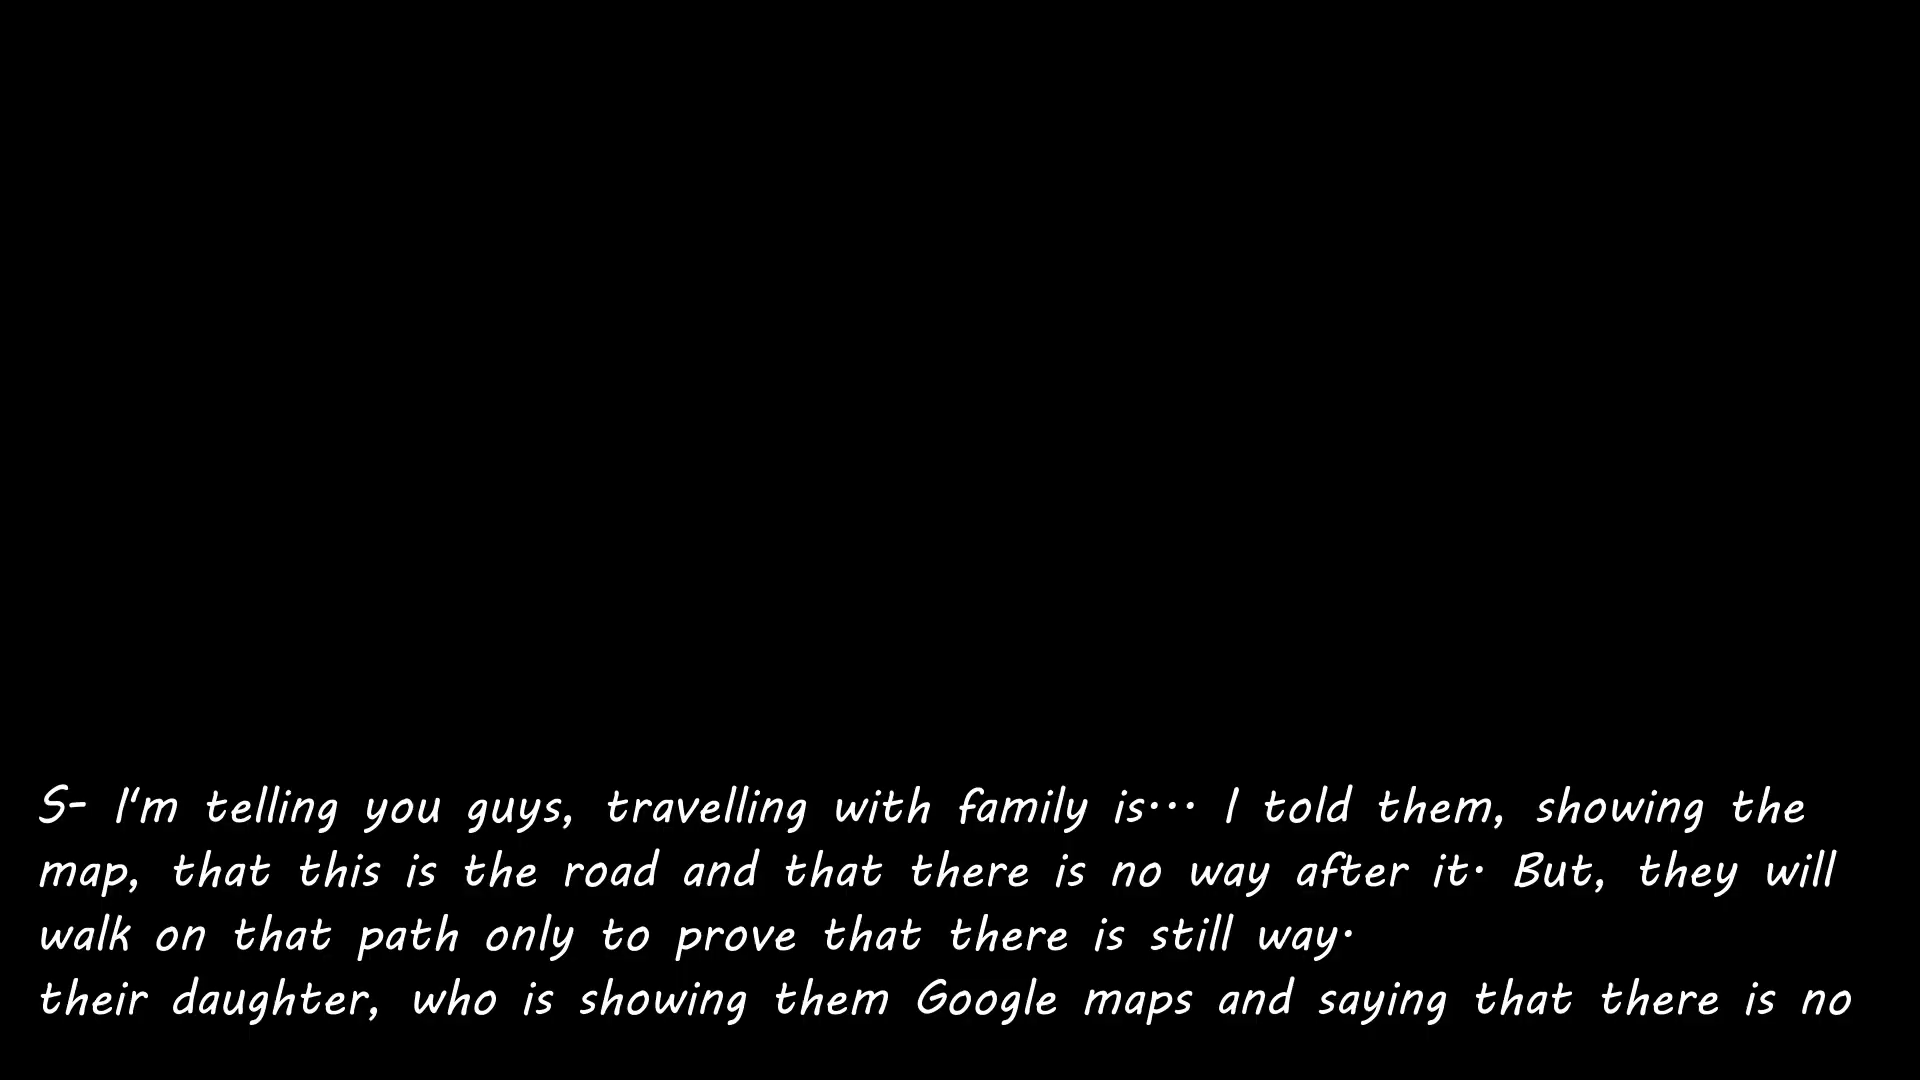 S- I'm telling you guys, travelling with family is... I told them, showing the
map, that this is the road and that there is no way after it. But, they will
walk on that path only to prove that there is still way.
their daughter, who is showing them Google maps and saying that there is no